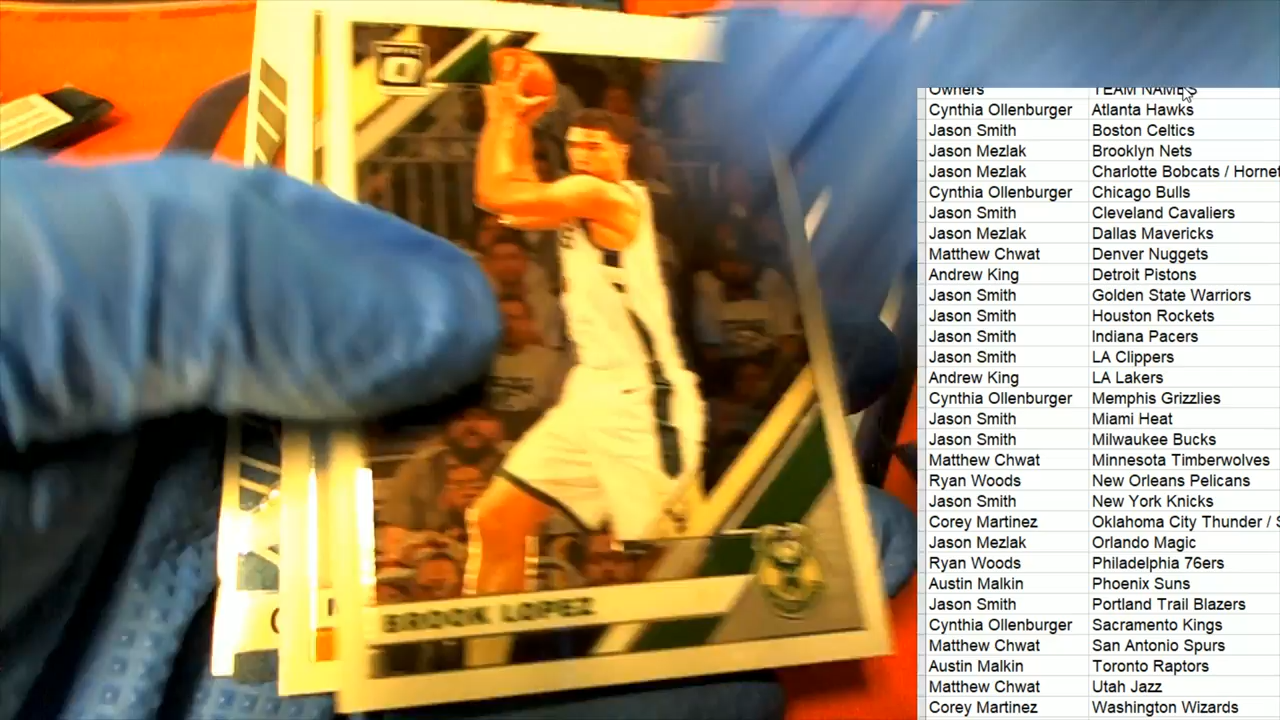 OPTIC
BROOK LOPEZ
Owners TEAM NAMES
Cynthia Ollenburger Atlanta Hawks
Jason Smith Boston Celtics
Jason Mezlak Brooklyn Nets
Jason Mezlak Charlotte Bobcats / Hornet
Cynthia Ollenburger Chicago Bulls
Jason Smith Cleveland Cavaliers
Jason Mezlak Dallas Mavericks
Matthew Chwat Denver Nuggets
Andrew King Detroit Pistons
Jason Smith Golden State Warriors
Jason Smith Houston Rockets
Jason Smith Indiana Pacers
Jason Smith LA Clippers
Andrew King LA Lakers
Cynthia Ollenburger Memphis Grizzlies
Jason Smith Miami Heat
Jason Smith Milwaukee Bucks
Matthew Chwat Minnesota Timberwolves
Ryan Woods New Orleans Pelicans
Jason Smith New York Knicks
Corey Martinez Oklahoma City Thunder / S
Jason Mezlak Orlando Magic
Ryan Woods Philadelphia 76ers
Austin Malkin Phoenix Suns
Jason Smith Portland Trail Blazers
Cynthia Ollenburger Sacramento Kings
Matthew Chwat San Antonio Spurs
Austin Malkin Toronto Raptors
Matthew Chwat Utah Jazz
Corey Martinez Washington Wizards